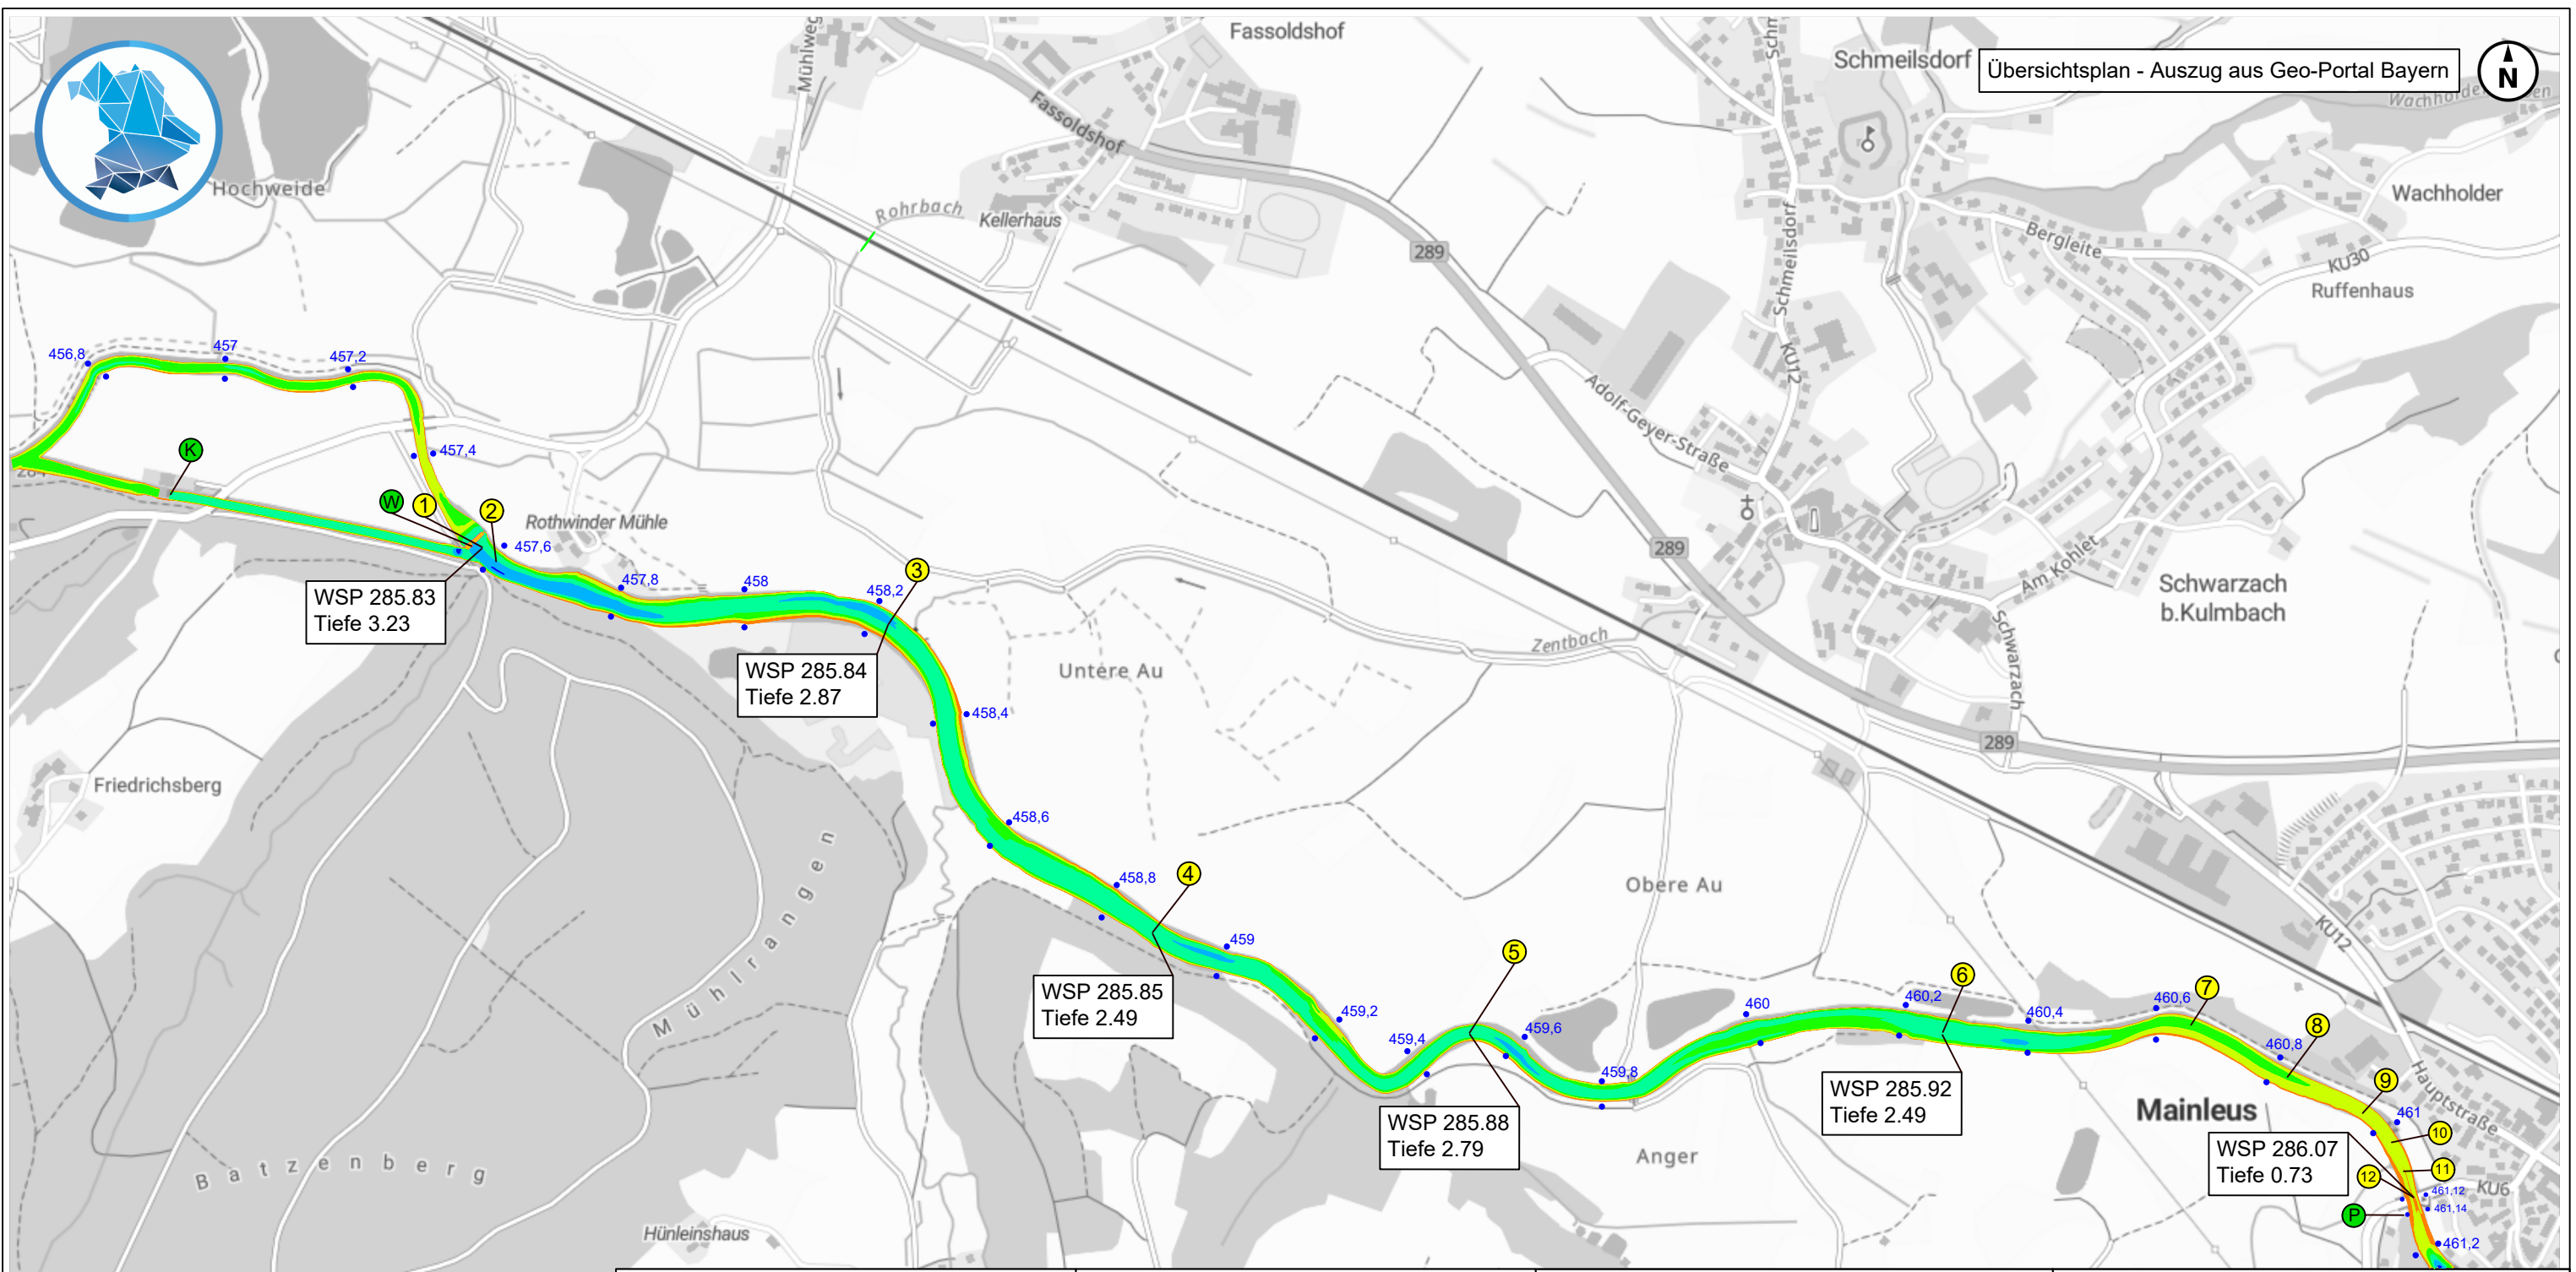 Fassoldshof
Schmeilsdorf
Übersichtsplan - Auszug aus Geo-Portal Bayern
N
Mühlweg
Schm
Fassoldshof
Hochweide
Wachholder
Rohrbach
Kellerhaus
289
Schmeilsdorf
Bergleite
KU30
Ruffenhaus
456,8
457
457,2
KU12
Adolf-Geyer-Straße
457,4
K
W
1
2
Rothwinder Mühle
457,6
289
Am Kohlet
Schwarzach
b.Kulmbach
WSP 285.83
Tiefe 3.23
457,8
458
458,2
3
Zentbach
Schwarzach
WSP 285.84
Tiefe 2.87
Untere Au
458,4
289
Friedrichsberg
458,6
Mühlrangen
458,8
4
Obere Au
KU12
459
5
WSP 285.85
Tiefe 2.49
459,2
459,4
459,6
459,8
460
460,2
6
460,4
460,6
7
8
460,8
WSP 285.88
Tiefe 2.79
WSP 285.92
Tiefe 2.49
Mainleus
9
461
Hauptstraße
10
Batzenberg
Anger
WSP 286.07
Tiefe 0.73
11
12
461,12
KU6
461,14
P
Hünleinshaus
461,2